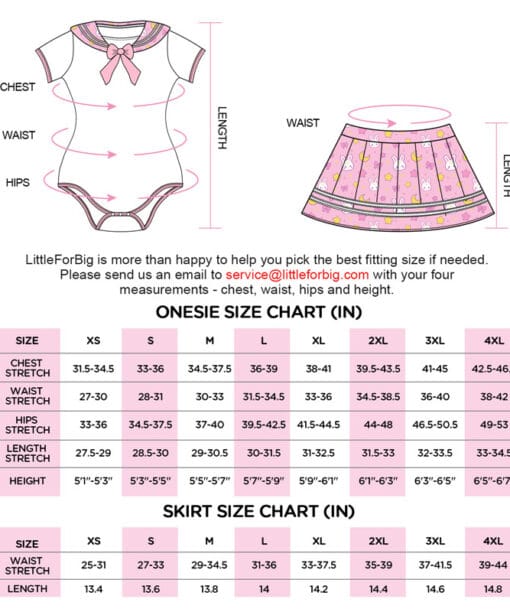 CHEST
WAIST
HIPS
LENGTH
WAIST
LENGTH
LittleForBig is more than happy to help you pick the best fitting size if needed.
Please send us an email to service@littleforbig.com with your four
measurements - chest, waist, hips and height.
ONESIE SIZE CHART (IN)
SIZE XS S M L XL 2XL 3XL 4XL
CHEST STRETCH 31.5-34.5 33-36 34.5-37.5 36-39 38-41 39.5-43.5 41-45 42.5-46.
WAIST STRETCH 27-30 28-31 30-33 31.5-34.5 33-36 34.5-38.5 36-40 38-42
HIPS STRETCH 33-36 34.5-37.5 37-40 39.5-42.5 41.5-44.5 44-48 46.5-50.5 49-53
LENGTH STRETCH 27.5-29 28.5-30 29-30.5 30-31.5 31-32.5 31.5-33 32-33.5 33-34.5
HEIGHT 5'1"-5'3" 5'3"-5'5" 5'5"-5'7" 5'7"-5'9" 5'9"-6'1" 6'1"-6'3" 6'3"-6'5" 6'5"-6'7"
SKIRT SIZE CHART (IN)
SIZE XS S M L XL 2XL 3XL 4XL
WAIST STRETCH 25-31 27-33 29-34.5 31-36 33-37.5 35-39 37-41.5 39-44
LENGTH 13.4 13.6 13.8 14 14.2 14.4 14.6 14.8